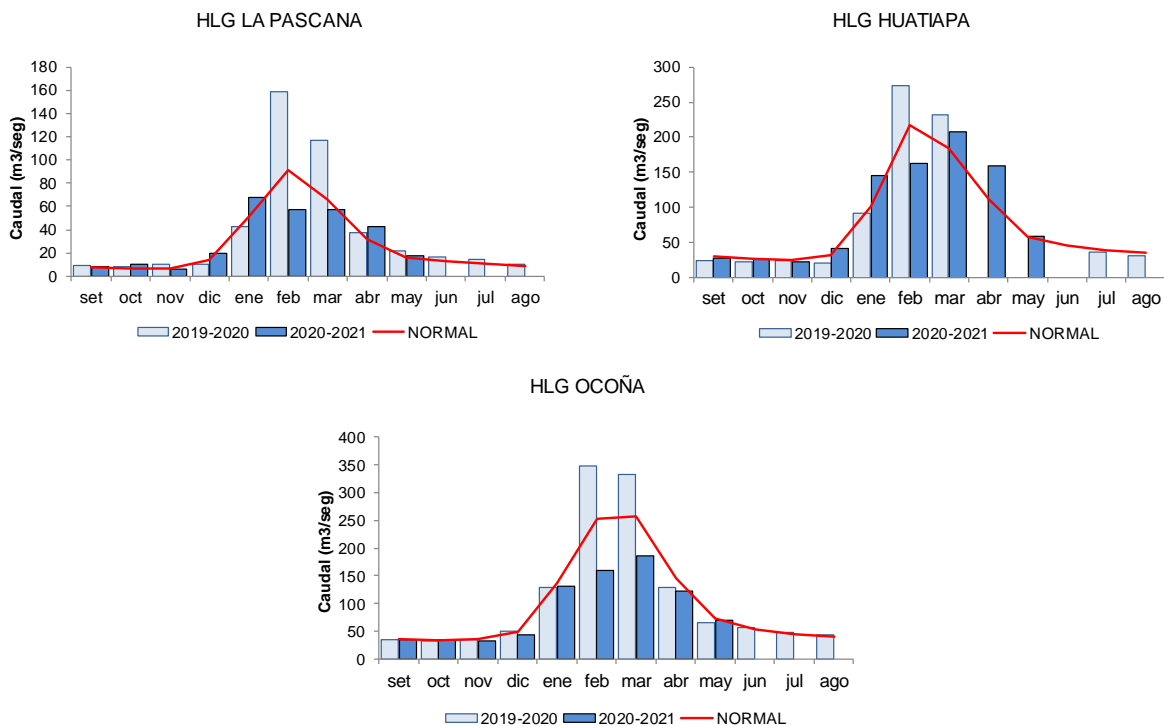 HLG LA PASCANA
Caudal (m3/seg)
180
160
140
120
100
80
60
40
20
0
set oct nov dic ene feb mar abr may jun jul ago
2019-2020 2020-2021 NORMAL
HLG HUATIAPA
Caudal (m3/seg)
300
250
200
150
100
50
0
set oct nov dic ene feb mar abr may jun jul ago
2019-2020 2020-2021 NORMAL
HLG OCOÑA
Caudal (m3/seg)
400
350
300
250
200
150
100
50
0
set oct nov dic ene feb mar abr may jun jul ago
2019-2020 2020-2021 NORMAL